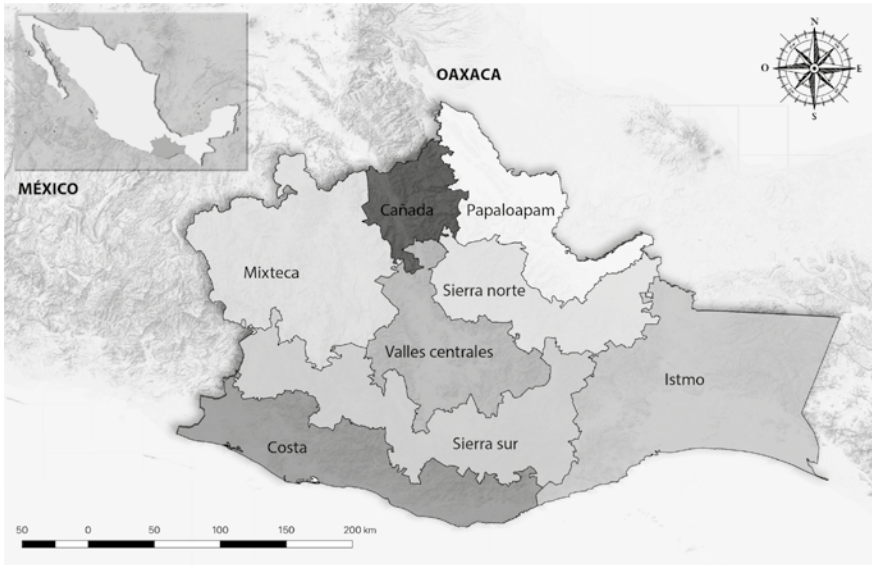 OAXACA
N
O
E
S
MÉXICO
Cañada
Papaloapam
Mixteca
Sierra norte
Valles centrales
Istmo
Costa
Sierra sur
50 0 50 100 150 200 km